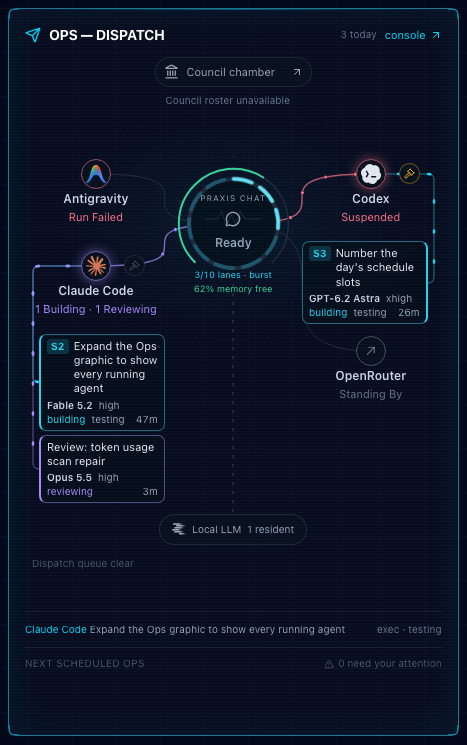 OPS — DISPATCH
3 today
console
Council chamber
Council roster unavailable
Antigravity
Run Failed
PRAXIS CHAT
Ready
3/10 lanes · burst
62% memory free
Codex
Suspended
S3
Number the
day's schedule
slots
GPT-6.2 Astra xhigh
building testing 26m
Claude Code
1 Building · 1 Reviewing
S2
Expand the Ops
graphic to show
every running
agent
Fable 5.2 high
building testing 47m
Review: token usage
scan repair
Opus 5.5 high
reviewing 3m
OpenRouter
Standing By
Local LLM 1 resident
Dispatch queue clear
Claude Code Expand the Ops graphic to show every running agent exec · testing
NEXT SCHEDULED OPS
0 need your attention